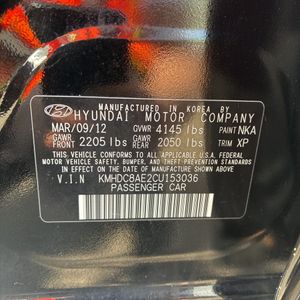 MANUFACTURED IN KOREA BY
HYUNDAI MOTOR COMPANY
MAR/09/12 GVWR 4145 lbs PAINT NKA
GAWR FRONT 2205 lbs GAWR REAR 2050 lbs TRIM XP
THIS VEHICLE CONFORMS TO ALL APPLICABLE U.S. FEDERAL
MOTOR VEHICLE SAFETY, BUMPER, AND THEFT PREVENTION STANDARDS
IN EFFECT ON THE DATE OF MANUFACTURE SHOWN ABOVE.
V.I.N KMHDC8AE2CU153036
PASSENGER CAR